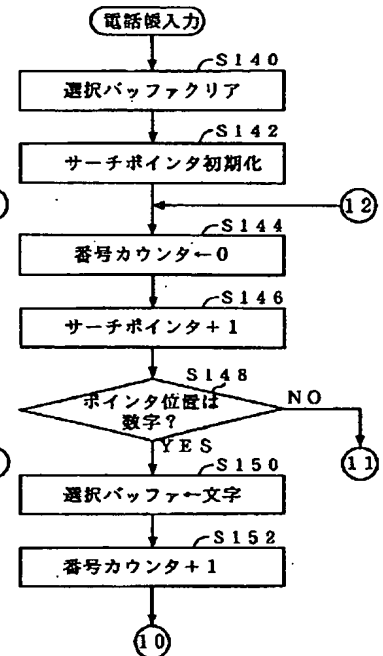 電話帳入力
S140
選択バッファクリア
S142
サーチポインタ初期化
12
S144
番号カウンタ←0
S146
サーチポインタ+1
S148
ポインタ位置は
数字?
NO
YES
11
S150
選択バッファ←文字
S152
番号カウンタ+1
10